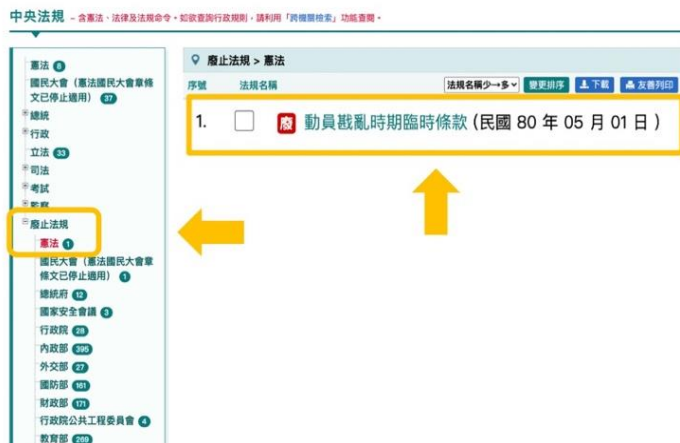 中央法規 - 含憲法、法律及法規命令。如欲查詢行政規則,請利用「跨機關檢索」功能查閱。
憲法 6
國民大會(憲法國民大會章條
文已停止適用) 37
總統
行政
立法 33
司法
考試
監察
廢止法規
憲法 1
國民大會(憲法國民大會章
條文已停止適用) 1
總統府 12
國家安全會議 3
行政院 28
內政部 395
外交部 27
國防部 161
財政部 171
行政院公共工程委員會 4
教育部 269
廢止法規 > 憲法
序號 法規名稱 法規名稱少→多 變更排序 下載 友善列印
1. 廢 動員戡亂時期臨時條款 (民國 80 年 05 月 01 日 )